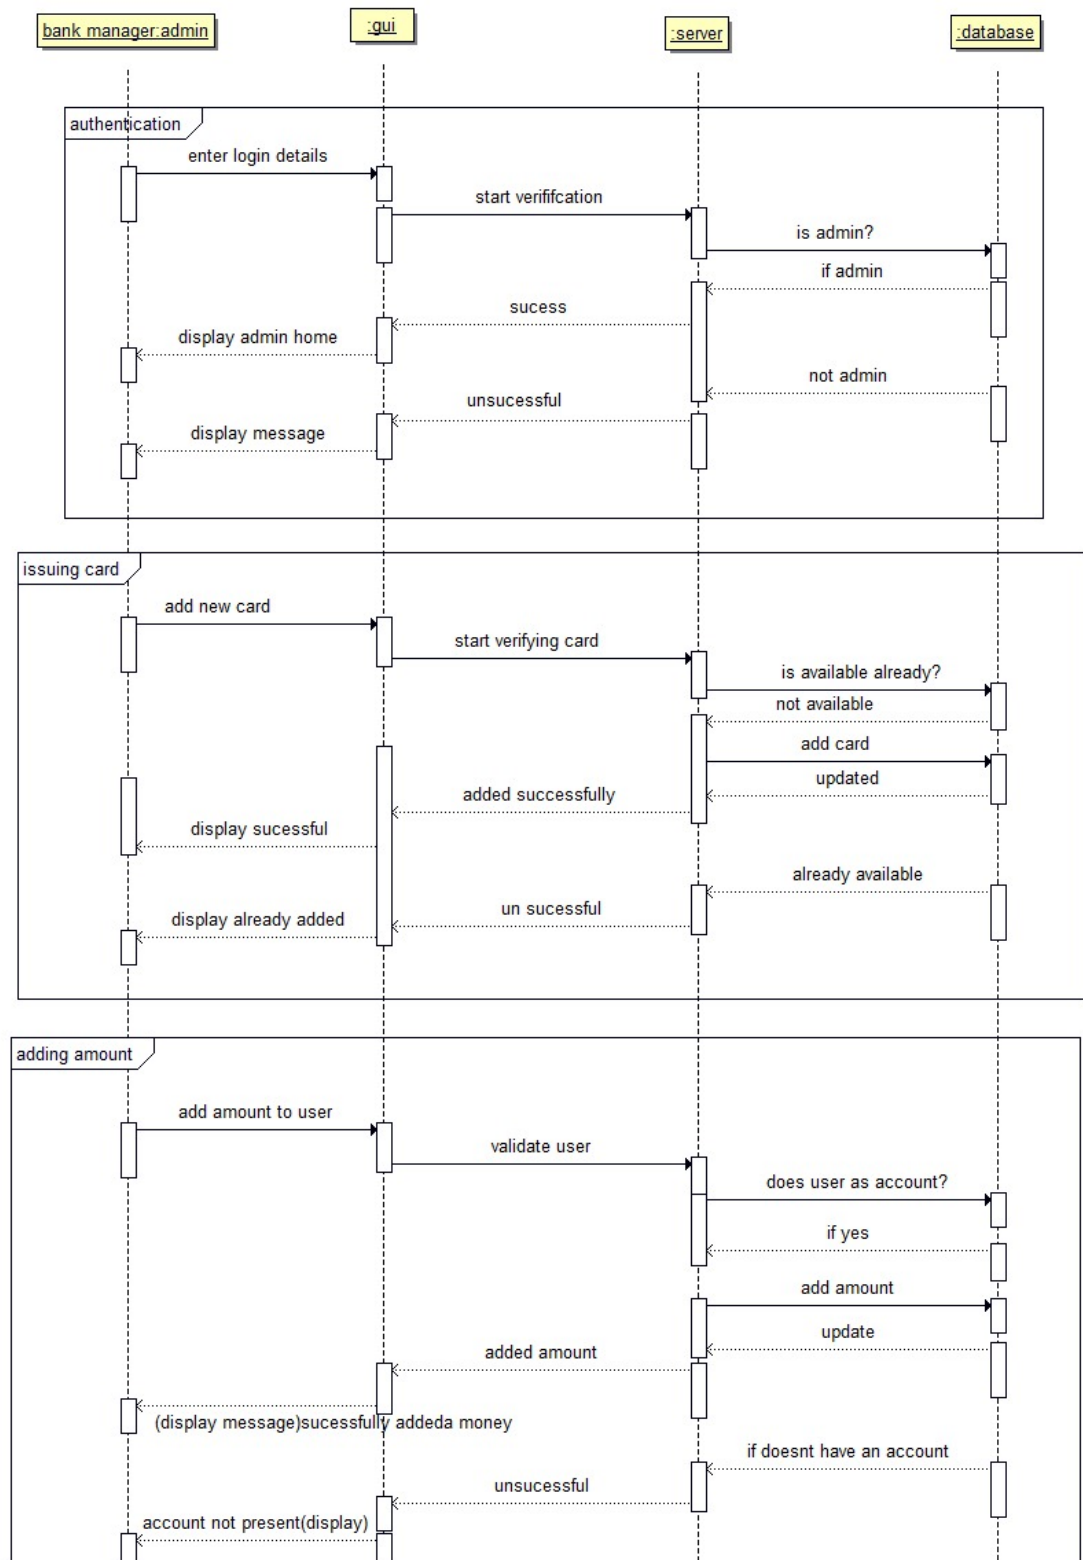 bank manager:admin
:gui
:server
:database
authentication
enter login details
start verififcation
is admin?
if admin
sucess
display admin home
not admin
unsucessful
display message
issuing card
add new card
start verifying card
is available already?
not available
add card
updated
added successfully
display sucessful
already available
un sucessful
display already added
adding amount
add amount to user
validate user
does user as account?
if yes
add amount
update
added amount
(display message)sucessfully addeda money
if doesnt have an account
unsucessful
account not present(display)